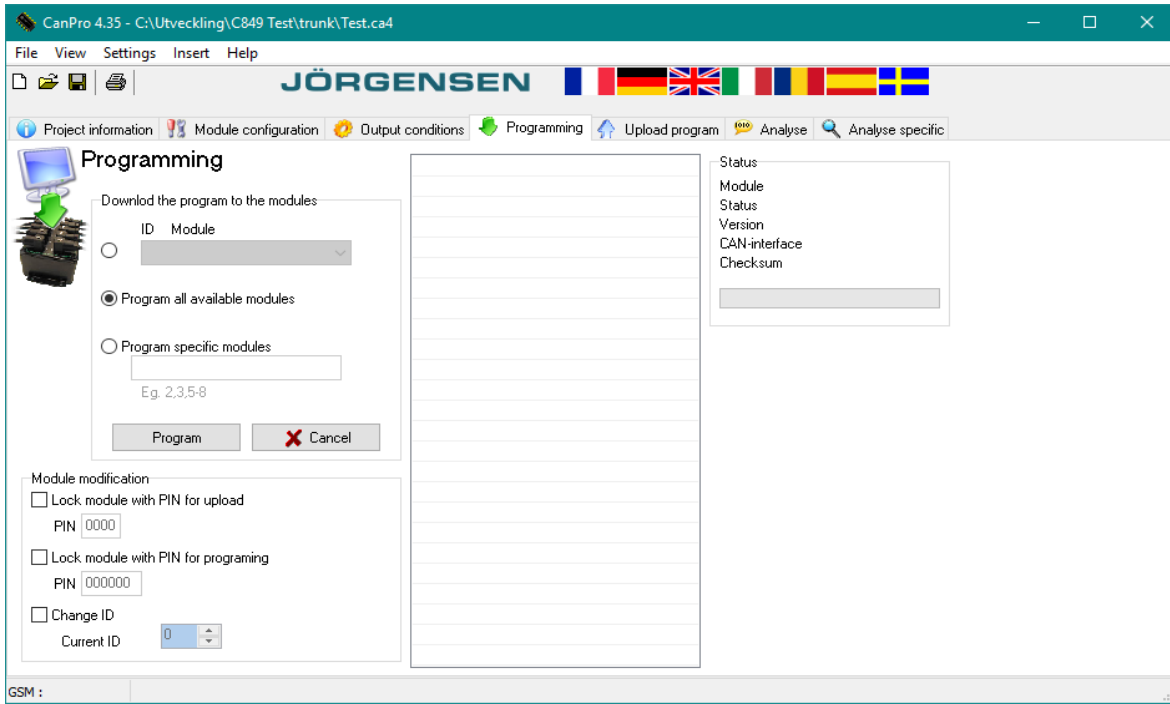 CanPro 4.35 - C:\Utveckling\C849 Test\trunk\Test.ca4
File View Settings Insert Help
JÖRGENSEN
Project information Module configuration Output conditions Programming Upload program Analyse Analyse specific
Programming
Downlod the program to the modules
ID Module
Program all available modules
Program specific modules
Eg. 2,3,5-8
Program Cancel
Module modification
Lock module with PIN for upload
PIN 0000
Lock module with PIN for programing
PIN 000000
Change ID
Current ID 0
Status
Module
Status
Version
CAN-interface
Checksum
GSM :